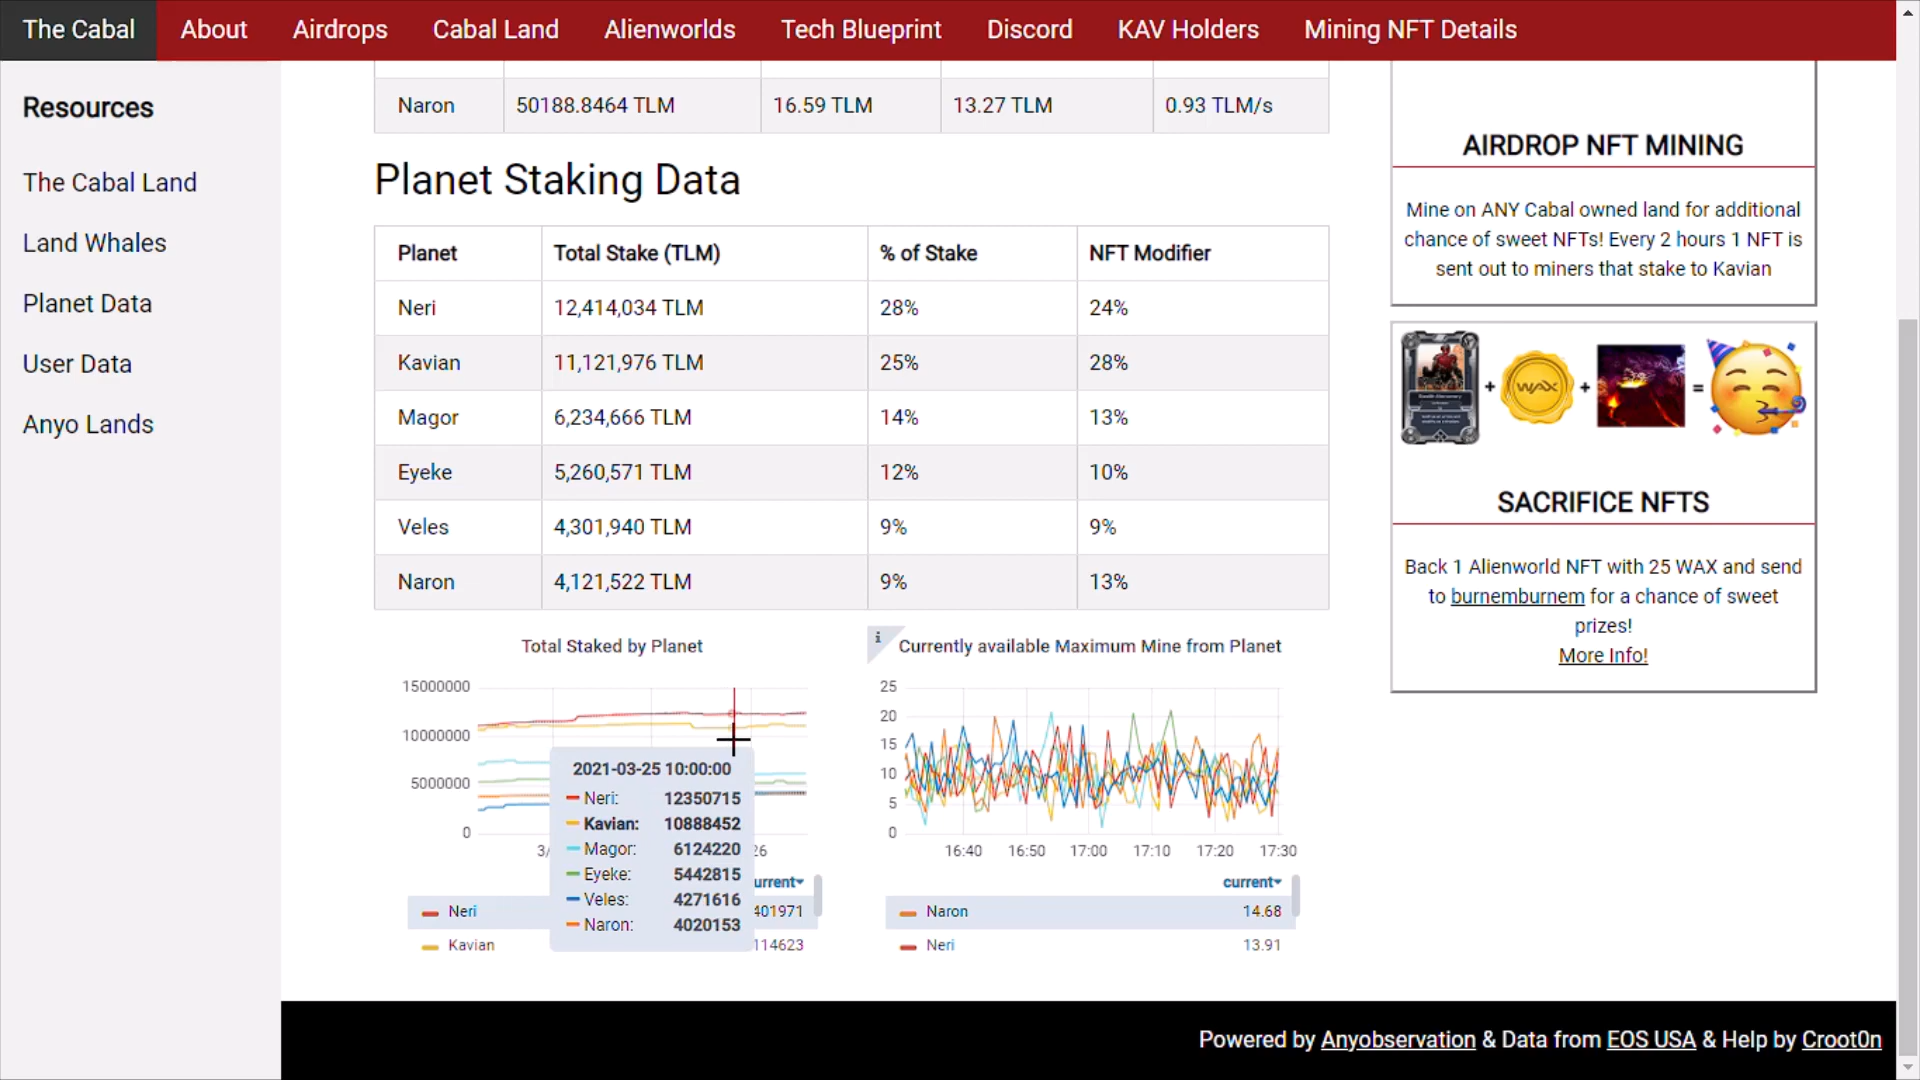 The Cabal About Airdrops Cabal Land Alienworlds Tech Blueprint Discord KAV Holders Mining NFT Details
Resources
The Cabal Land
Land Whales
Planet Data
User Data
Anyo Lands
Naron 50188.8464 TLM 16.59 TLM 13.27 TLM 0.93 TLM/s
Planet Staking Data
Planet Total Stake (TLM) % of Stake NFT Modifier
Neri 12,414,034 TLM 28% 24%
Kavian 11,121,976 TLM 25% 28%
Magor 6,234,666 TLM 14% 13%
Eyeke 5,260,571 TLM 12% 10%
Veles 4,301,940 TLM 9% 9%
Naron 4,121,522 TLM 9% 13%
Total Staked by Planet
15000000
10000000
5000000
0
3/ 26
2021-03-25 10:00:00
Neri: 12350715
Kavian: 10888452
Magor: 6124220
Eyeke: 5442815
Veles: 4271616
Naron: 4020153
urrent
Neri 401971
Kavian 114623
i
Currently available Maximum Mine from Planet
25
20
15
10
5
0
16:40 16:50 17:00 17:10 17:20 17:30
current
Naron 14.68
Neri 13.91
AIRDROP NFT MINING
Mine on ANY Cabal owned land for additional
chance of sweet NFTs! Every 2 hours 1 NFT is
sent out to miners that stake to Kavian
+ WAX + =
SACRIFICE NFTS
Back 1 Alienworld NFT with 25 WAX and send
to burnemburnem for a chance of sweet
prizes!
More Info!
Powered by Anyobservation & Data from EOS USA & Help by Croot0n